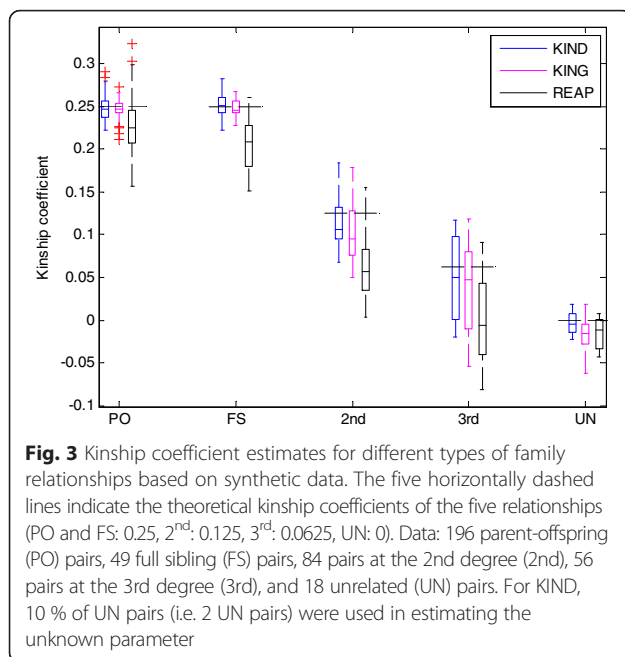 0.3
0.25
0.2
0.15
0.1
0.05
0
-0.05
-0.1
Kinship coefficient
KIND
KING
REAP
PO FS 2nd 3rd UN
Fig. 3 Kinship coefficient estimates for different types of family
relationships based on synthetic data. The five horizontally dashed
lines indicate the theoretical kinship coefficients of the five relationships
(PO and FS: 0.25, 2nd: 0.125, 3rd: 0.0625, UN: 0). Data: 196 parent-offspring
(PO) pairs, 49 full sibling (FS) pairs, 84 pairs at the 2nd degree (2nd), 56
pairs at the 3rd degree (3rd), and 18 unrelated (UN) pairs. For KIND,
10 % of UN pairs (i.e. 2 UN pairs) were used in estimating the
unknown parameter